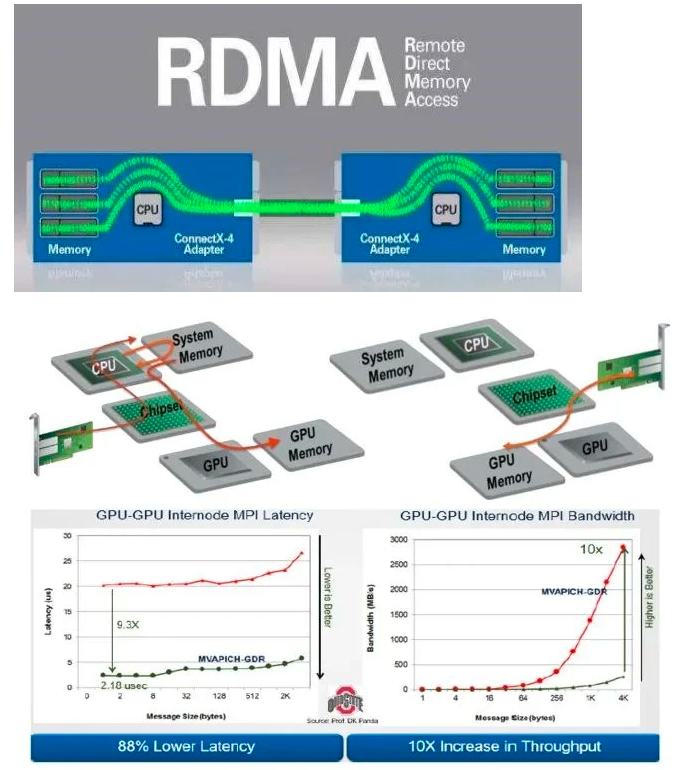 RDMA
Remote
Direct
Memory
Access
CPU
Memory
ConnectX-4
Adapter
CPU
ConnectX-4
Adapter
Memory
CPU
System
Memory
Chipset
GPU
GPU
Memory
System
Memory
CPU
Chipset
GPU
Memory
GPU
GPU-GPU Internode MPI Latency
Latency (us)
30
25
20
15
10
5
0
9.3X
MVAPICH-GDR
2.18 usec
0 2 8 32 128 512 2K
Message Size (bytes)
Lower is Better
GPU-GPU Internode MPI Bandwidth
Bandwidth (MB/s)
3000
2500
2000
1500
1000
500
0
10x
MVAPICH-GDR
1 4 16 64 256 1K 4K
Message Size (bytes)
Higher is Better
OHIO STATE
Source: Prof. DK Panda
88% Lower Latency
10X Increase in Throughput